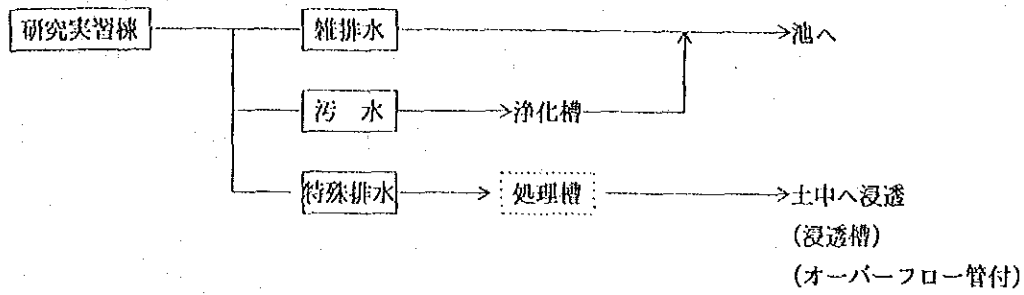 研究実習棟 雑排水 池へ
汚 水 浄化槽
特殊排水 処理槽 土中へ浸透
(浸透槽)
(オーバーフロー管付)